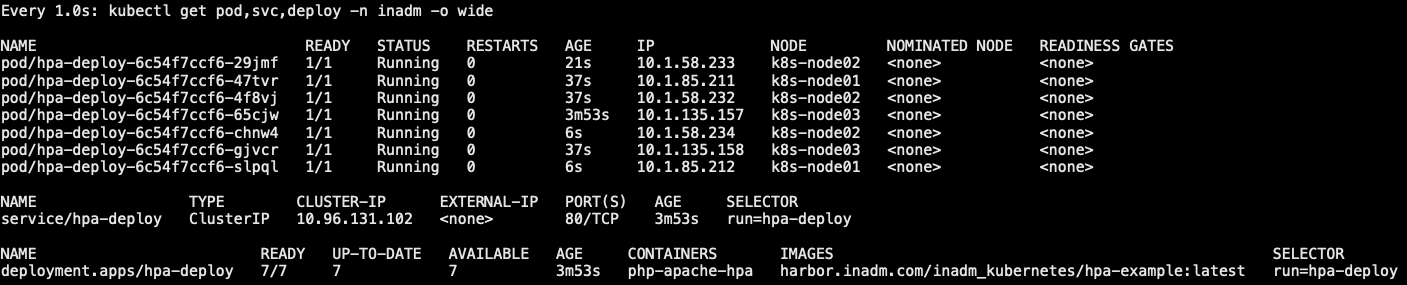 Every 1.0s: kubectl get pod,svc,deploy -n inadm -o wide
NAME READY STATUS RESTARTS AGE IP NODE NOMINATED NODE READINESS GATES
pod/hpa-deploy-6c54f7ccf6-29jmf 1/1 Running 0 21s 10.1.58.233 k8s-node02 <none> <none>
pod/hpa-deploy-6c54f7ccf6-47tvr 1/1 Running 0 37s 10.1.85.211 k8s-node01 <none> <none>
pod/hpa-deploy-6c54f7ccf6-4f8vj 1/1 Running 0 37s 10.1.58.232 k8s-node02 <none> <none>
pod/hpa-deploy-6c54f7ccf6-65cjw 1/1 Running 0 3m53s 10.1.135.157 k8s-node03 <none> <none>
pod/hpa-deploy-6c54f7ccf6-chnw4 1/1 Running 0 6s 10.1.58.234 k8s-node02 <none> <none>
pod/hpa-deploy-6c54f7ccf6-gjvcr 1/1 Running 0 37s 10.1.135.158 k8s-node03 <none> <none>
pod/hpa-deploy-6c54f7ccf6-slpql 1/1 Running 0 6s 10.1.85.212 k8s-node01 <none> <none>
NAME TYPE CLUSTER-IP EXTERNAL-IP PORT(S) AGE SELECTOR
service/hpa-deploy ClusterIP 10.96.131.102 <none> 80/TCP 3m53s run=hpa-deploy
NAME READY UP-TO-DATE AVAILABLE AGE CONTAINERS IMAGES SELECTOR
deployment.apps/hpa-deploy 7/7 7 7 3m53s php-apache-hpa harbor.inadm.com/inadm_kubernetes/hpa-example:latest run=hpa-deploy